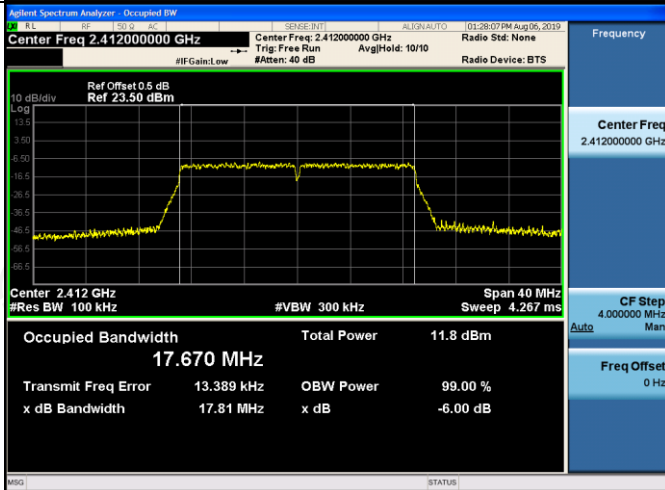 Agilent Spectrum Analyzer - Occupied BW
RL RF 50 Ω AC SENSE:INT ALIGN AUTO 01:28:07 PM Aug 06, 2019
Center Freq 2.412000000 GHz Center Freq: 2.412000000 GHz Radio Std: None Frequency
Trig: Free Run Avg|Hold: 10/10
#IFGain:Low #Atten: 40 dB Radio Device: BTS
Ref Offset 0.5 dB
10 dB/div Ref 23.50 dBm
Log
13.5
3.50
-6.50
-16.5
-26.5
-36.5
-46.5
-56.5
-66.5
Center Freq
2.412000000 GHz
Center 2.412 GHz Span 40 MHz
#Res BW 100 kHz #VBW 300 kHz Sweep 4.267 ms
CF Step
4.000000 MHz
Auto Man
Occupied Bandwidth Total Power 11.8 dBm
17.670 MHz
Transmit Freq Error 13.389 kHz OBW Power 99.00 %
x dB Bandwidth 17.81 MHz x dB -6.00 dB
Freq Offset
0 Hz
MSG STATUS